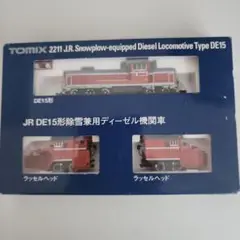 TOMIX 2211 J.R. Snowplow-equipped Diesel Locomotive Type DE15
DE15形
JR DE15形除雪兼用ディーゼル機関車
ラッセルヘッド ラッセルヘッド